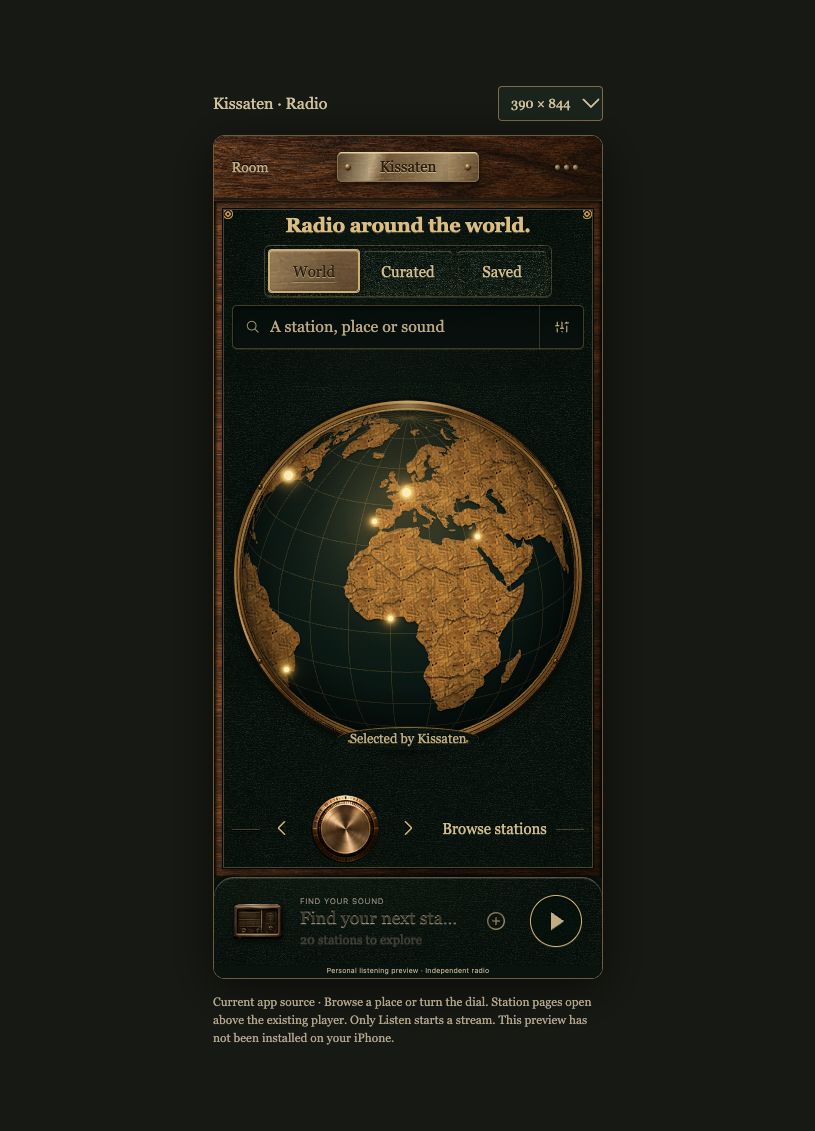 Kissaten · Radio
390 × 844
Room
Kissaten
Radio around the world.
World
Curated
Saved
A station, place or sound
Selected by Kissaten
Browse stations
FIND YOUR SOUND
Find your next sta...
20 stations to explore
Personal listening preview · Independent radio
Current app source · Browse a place or turn the dial. Station pages open
above the existing player. Only Listen starts a stream. This preview has
not been installed on your iPhone.